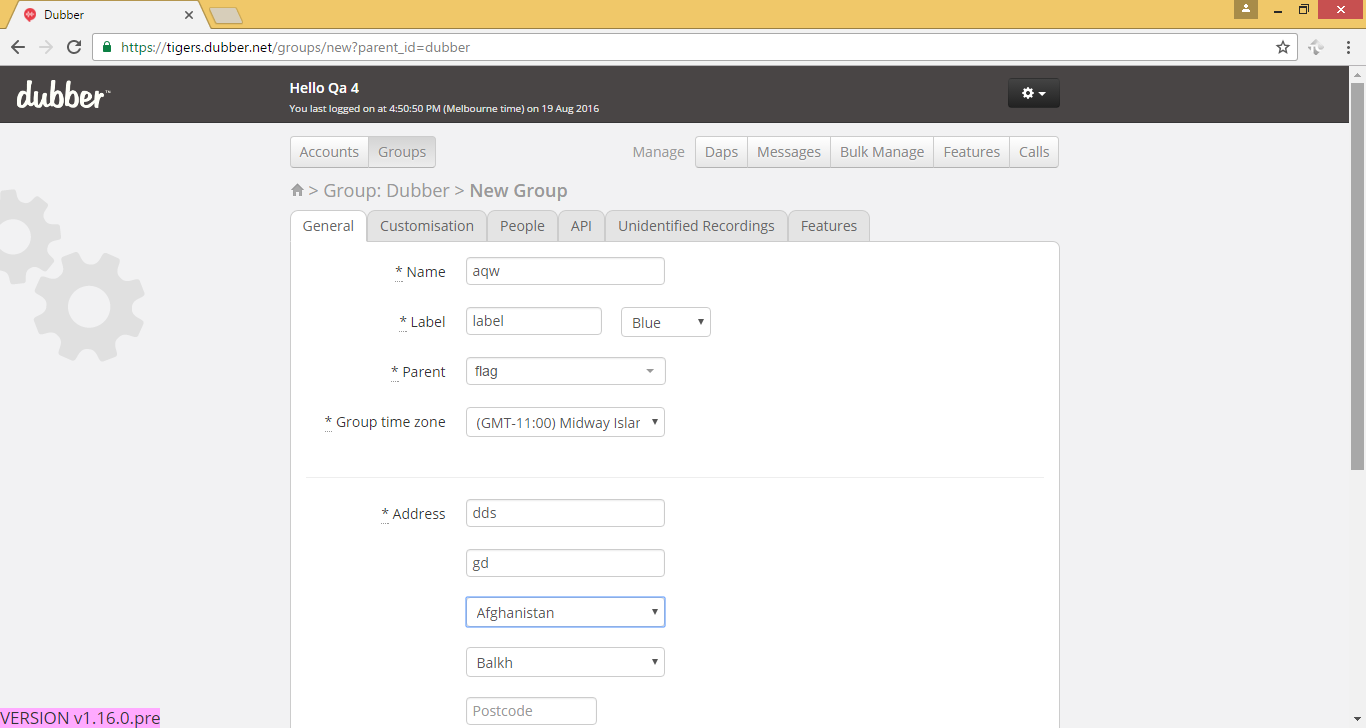 Dubber
https://tigers.dubber.net/groups/new?parent_id=dubber
dubber™
Hello Qa 4
You last logged on at 4:50:50 PM (Melbourne time) on 19 Aug 2016
Accounts Groups Manage Daps Messages Bulk Manage Features Calls
> Group: Dubber > New Group
General Customisation People API Unidentified Recordings Features
* Name aqw
* Label label Blue
* Parent flag
* Group time zone (GMT-11:00) Midway Islar
* Address dds
gd
Afghanistan
Balkh
Postcode
VERSION v1.16.0.pre